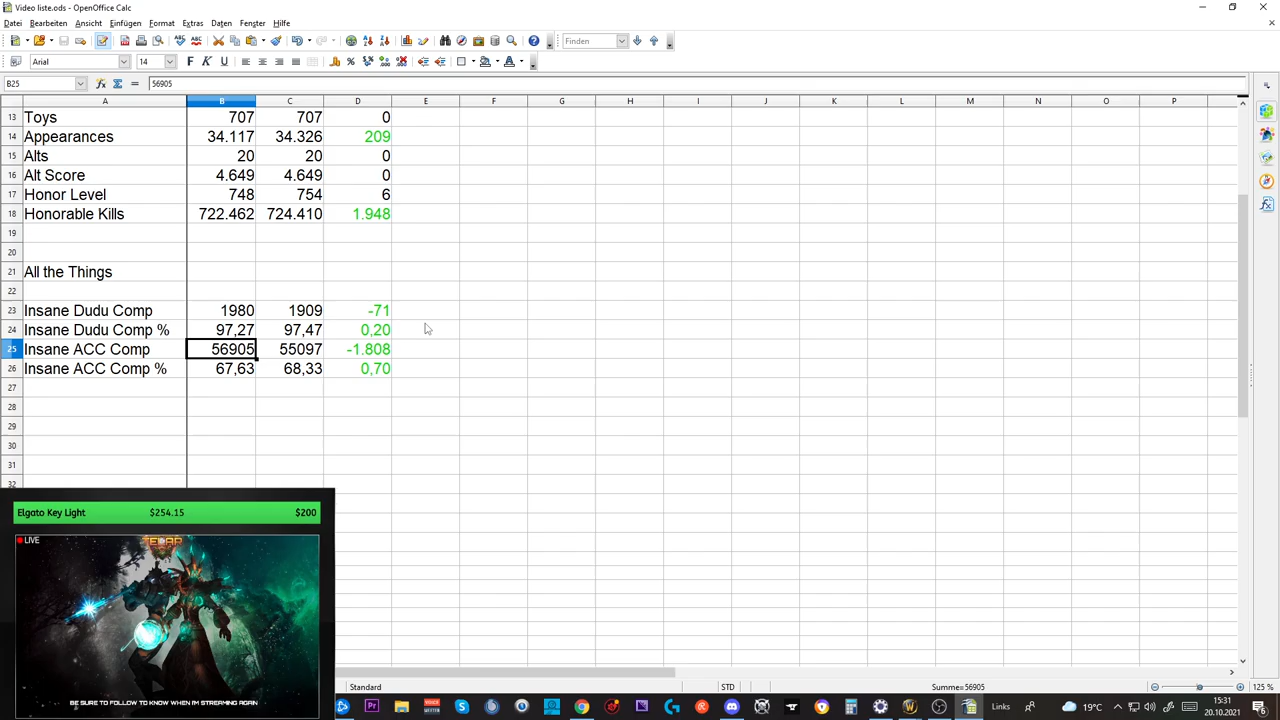 Video liste.ods - OpenOffice Calc
Datei Bearbeiten Ansicht Einfügen Format Extras Daten Fenster Hilfe
Finden
Arial 14
B25 56905
A B C D E F G H I J K L M N O P
13 Toys 707 707 0
14 Appearances 34.117 34.326 209
15 Alts 20 20 0
16 Alt Score 4.649 4.649 0
17 Honor Level 748 754 6
18 Honorable Kills 722.462 724.410 1.948
19
20
21 All the Things
22
23 Insane Dudu Comp 1980 1909 -71
24 Insane Dudu Comp % 97,27 97,47 0,20
25 Insane ACC Comp 56905 55097 -1.808
26 Insane ACC Comp % 67,63 68,33 0,70
27
28
29
30
31
32
Elgato Key Light $254.15 $200
LIVE
BE SURE TO FOLLOW TO KNOW WHEN I'M STREAMING AGAIN
Standard STD Summe=56905 125 %
Links 19°C 15:31
20.10.2021